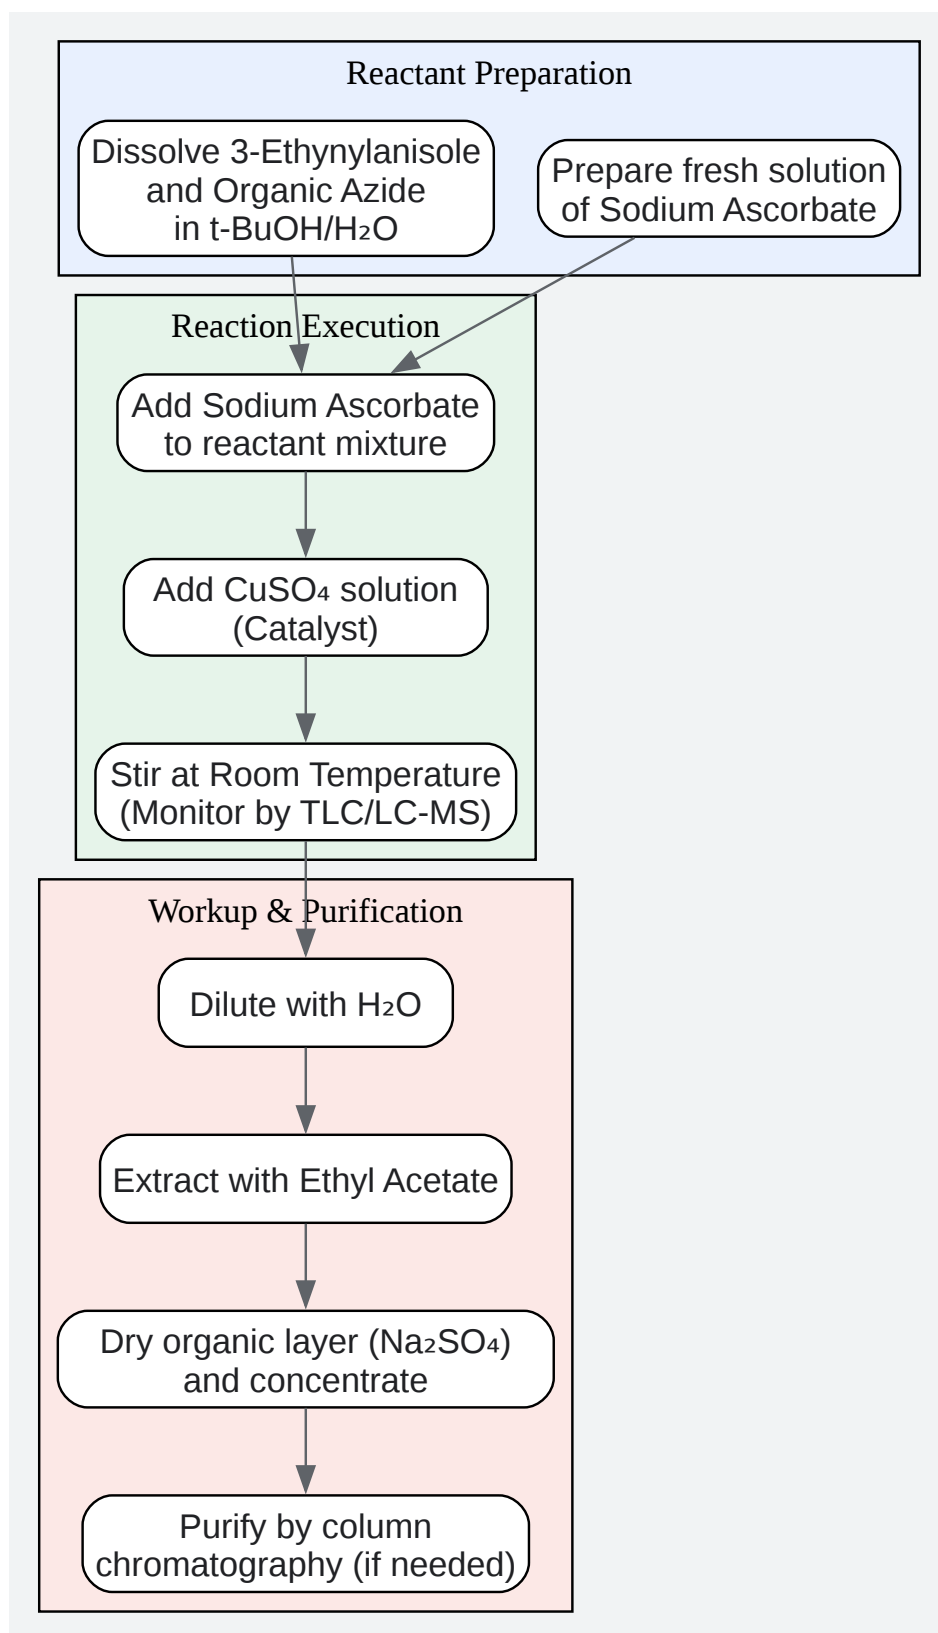 Reactant Preparation
Dissolve 3-Ethynylanisole
and Organic Azide
in t-BuOH/H₂O
Prepare fresh solution
of Sodium Ascorbate
Reaction Execution
Add Sodium Ascorbate
to reactant mixture
Add CuSO₄ solution
(Catalyst)
Stir at Room Temperature
(Monitor by TLC/LC-MS)
Workup & Purification
Dilute with H₂O
Extract with Ethyl Acetate
Dry organic layer (Na₂SO₄)
and concentrate
Purify by column
chromatography (if needed)